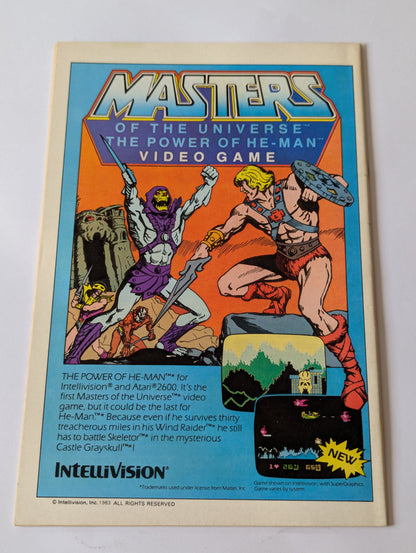 MASTERS
OF THE UNIVERSE™
THE POWER OF HE-MAN™
VIDEO GAME
THE POWER OF HE-MAN™* for
Intellivision® and Atari® 2600. It's the
first Masters of the Universe™* video
game, but it could be the last for
He-Man™.* Because even if he survives thirty
treacherous miles in his Wind Raider™* he still
has to battle Skeletor™* in the mysterious
Castle Grayskull™*!
INTELLIVISION®
*Trademarks used under license from Mattel, Inc.
NEW
Game shown on Intellivision, with SuperGraphics.
Game varies by system.
© Intellivision, Inc. 1983 ALL RIGHTS RESERVED